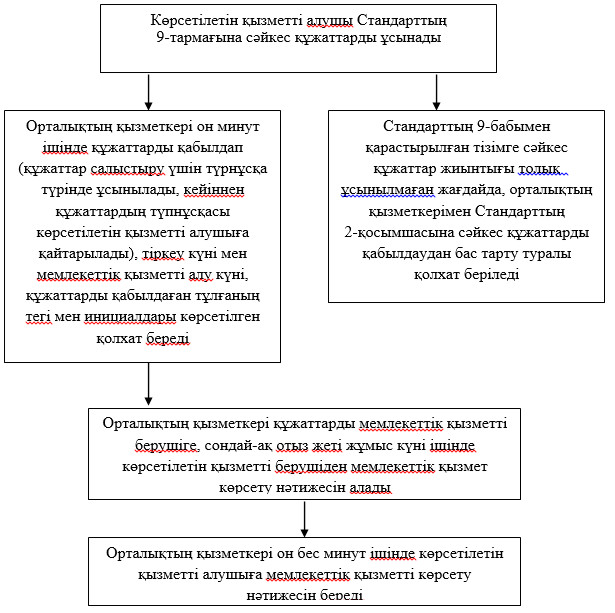 Көрсетілетін қызметті алушы Стандарттың
9-тармағына сәйкес құжаттарды ұсынады
Орталықтың қызметкері он минут
ішінде құжаттарды қабылдап
(құжаттар салыстыру үшін түрнұсқа
түрінде ұсынылады, кейіннен
құжаттардың түпнұсқасы
көрсетілетін қызметті алушыға
қайтарылады), тіркеу күні мен
мемлекеттік қызметті алу күні,
құжаттарды қабылдаған тұлғаның
тегі мен инициалдары көрсетілген
қолхат береді
Стандарттың 9-бабымен
қарастырылған тізімге сәйкес
құжаттар жиынтығы толық
ұсынылмаған жағдайда, орталықтың
қызметкерімен Стандарттың
2-қосымшасына сәйкес құжаттарды
қабылдаудан бас тарту туралы
қолхат беріледі
Орталықтың қызметкері құжаттарды мемлекеттік қызметті
берушіге, сондай-ақ отыз жеті жұмыс күні ішінде
көрсетілетін қызметті берушіден мемлекеттік қызмет
көрсету нәтижесін алады
Орталықтың қызметкері он бес минут ішінде көрсетілетін
қызметті алушыға мемлекеттік қызметті көрсету
нәтижесін береді